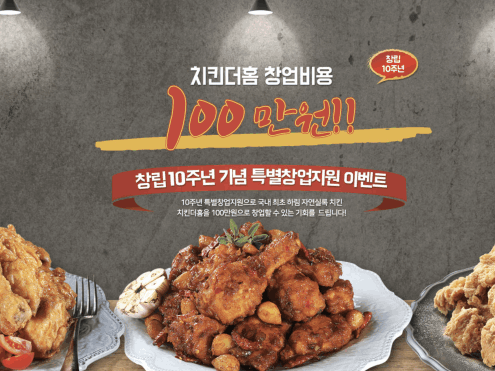 치킨더홈 창업비용
창립
10주년
100만원!!
창립 10주년 기념 특별창업지원 이벤트
10주년 특별창업지원으로 국내 최초 하림 자연실록 치킨
치킨더홈을 100만원으로 창업할 수 있는 기회를 드립니다!